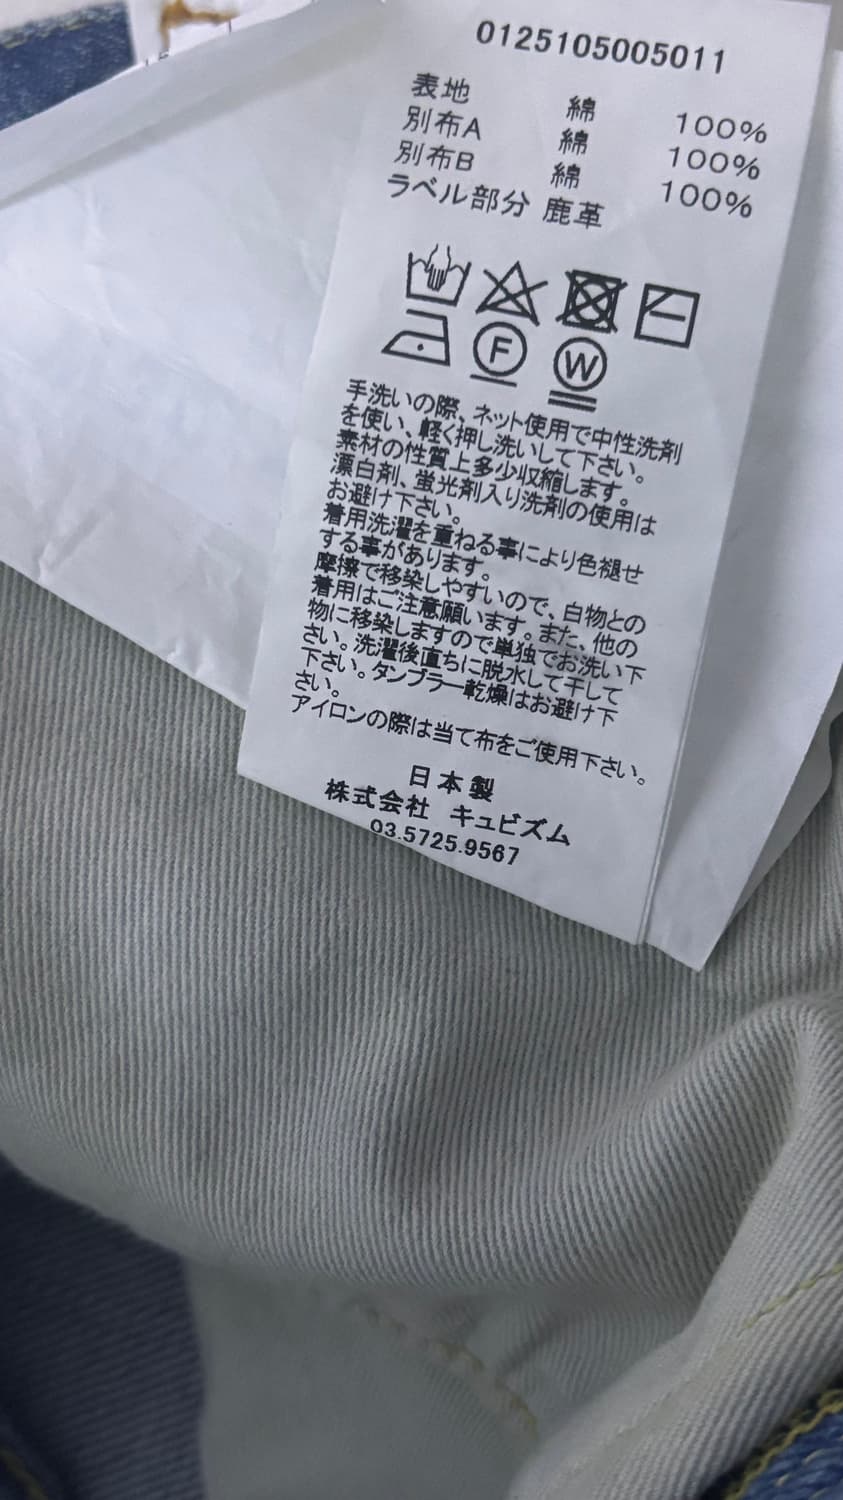 0125105005011
表地 綿 100%
別布A 綿 100%
別布B 綿 100%
ラベル部分 鹿革
F W
手洗いの際、ネット使用で中性洗剤
を使い、軽く押し洗いして下さい。
素材の性質上多少収縮します。
漂白剤、蛍光剤入り洗剤の使用は
お避け下さい。
着用洗濯を重ねる事により色褪せ
する事があります。
摩擦で移染しやすいので、白物との
着用はご注意願います。また、他の
物に移染しますので単独でお洗い下
さい。洗濯後直ちに脱水して干して
下さい。タンブラー乾燥はお避け下
さい。
アイロンの際は当て布をご使用下さい。
日本製
株式会社 キュビズム
03.5725.9567